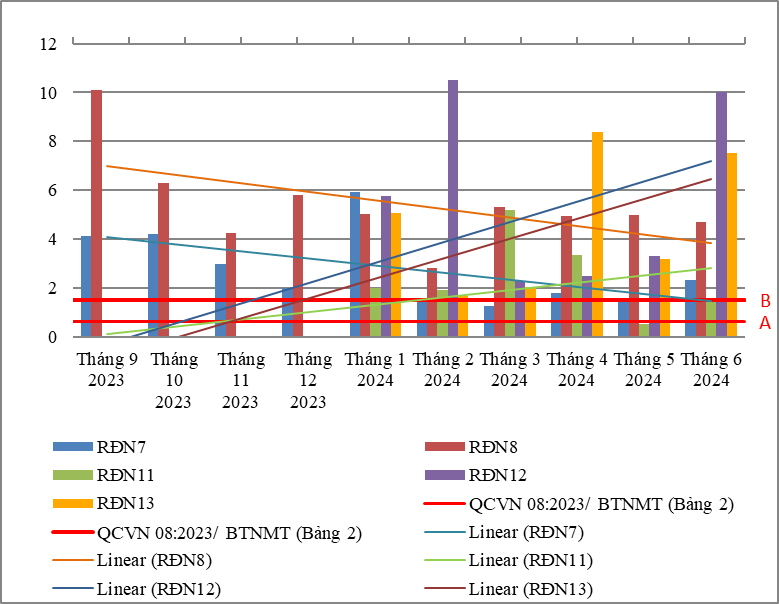 12
10
8
6
4
2
0
B
A
Tháng 9 2023
Tháng 10 2023
Tháng 11 2023
Tháng 12 2023
Tháng 1 2024
Tháng 2 2024
Tháng 3 2024
Tháng 4 2024
Tháng 5 2024
Tháng 6 2024
RĐN7
RĐN8
RĐN11
RĐN12
RĐN13
QCVN 08:2023/ BTNMT (Bảng 2)
QCVN 08:2023/ BTNMT (Bảng 2)
Linear (RĐN7)
Linear (RĐN8)
Linear (RĐN11)
Linear (RĐN12)
Linear (RĐN13)